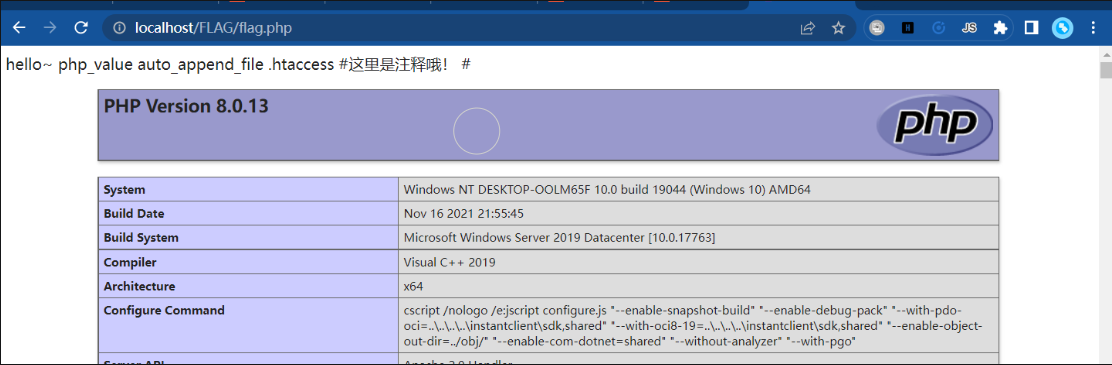 localhost/FLAG/flag.php
JS
hello~ php_value auto_append_file .htaccess #这里是注释哦! #
PHP Version 8.0.13
php
System Windows NT DESKTOP-OOLM65F 10.0 build 19044 (Windows 10) AMD64
Build Date Nov 16 2021 21:55:45
Build System Microsoft Windows Server 2019 Datacenter [10.0.17763]
Compiler Visual C++ 2019
Architecture x64
Configure Command cscript /nologo /e:jscript configure.js "--enable-snapshot-build" "--enable-debug-pack" "--with-pdo-
oci=..\..\..\..\instantclient\sdk,shared" "--with-oci8-19=..\..\..\..\instantclient\sdk,shared" "--enable-object-
out-dir=../obj/" "--enable-com-dotnet=shared" "--without-analyzer" "--with-pgo"